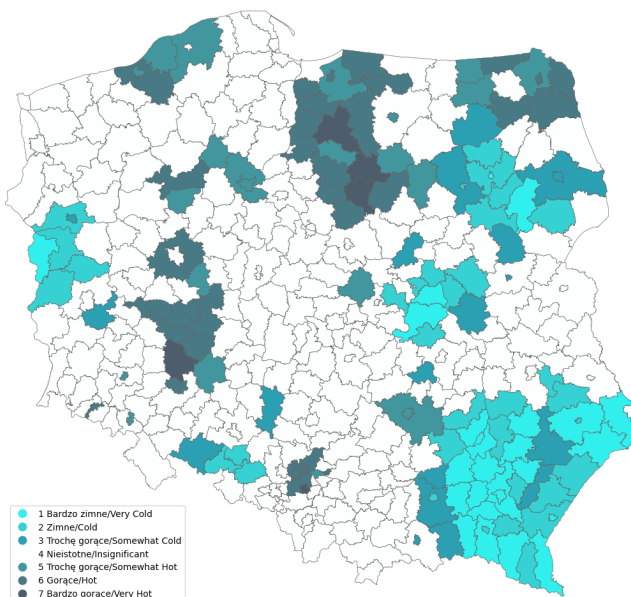 1 Bardzo zimne/Very Cold
2 Zimne/Cold
3 Trochę gorące/Somewhat Cold
4 Nieistotne/Insignificant
5 Trochę gorące/Somewhat Hot
6 Gorące/Hot
7 Bardzo gorące/Very Hot